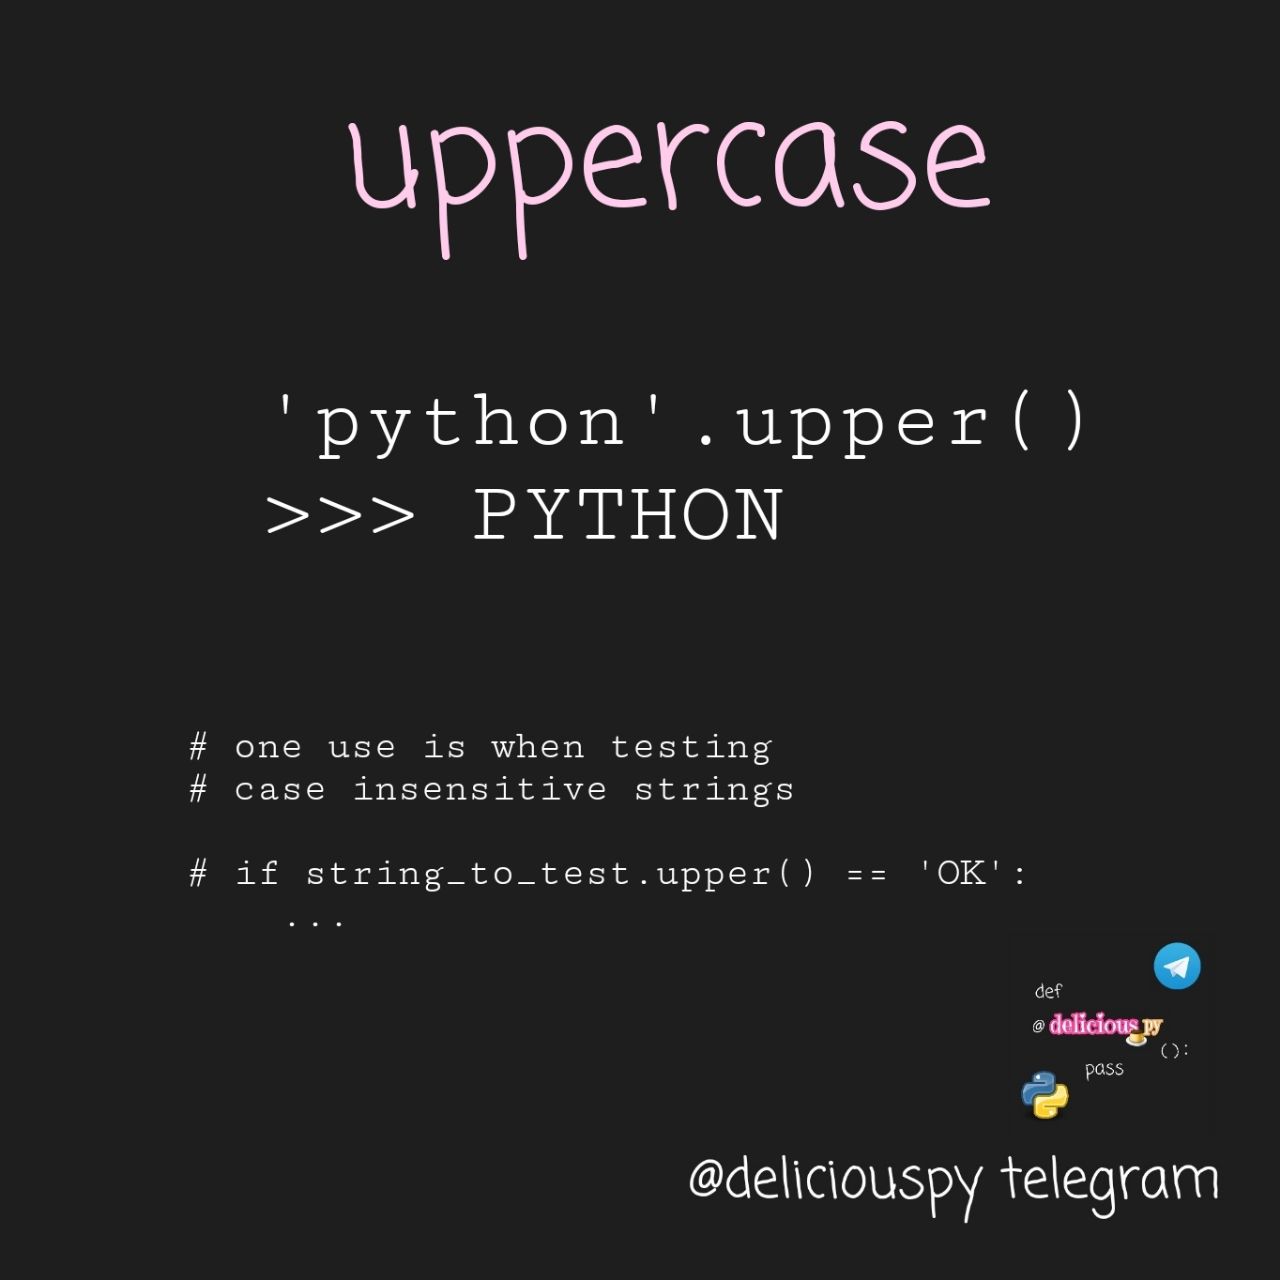 uppercase
'python'.upper()
>>> PYTHON
# one use is when testing
# case insensitive strings
# if string_to_test.upper() == 'OK':
...
def
@delicious py
():
pass
@deliciouspy telegram